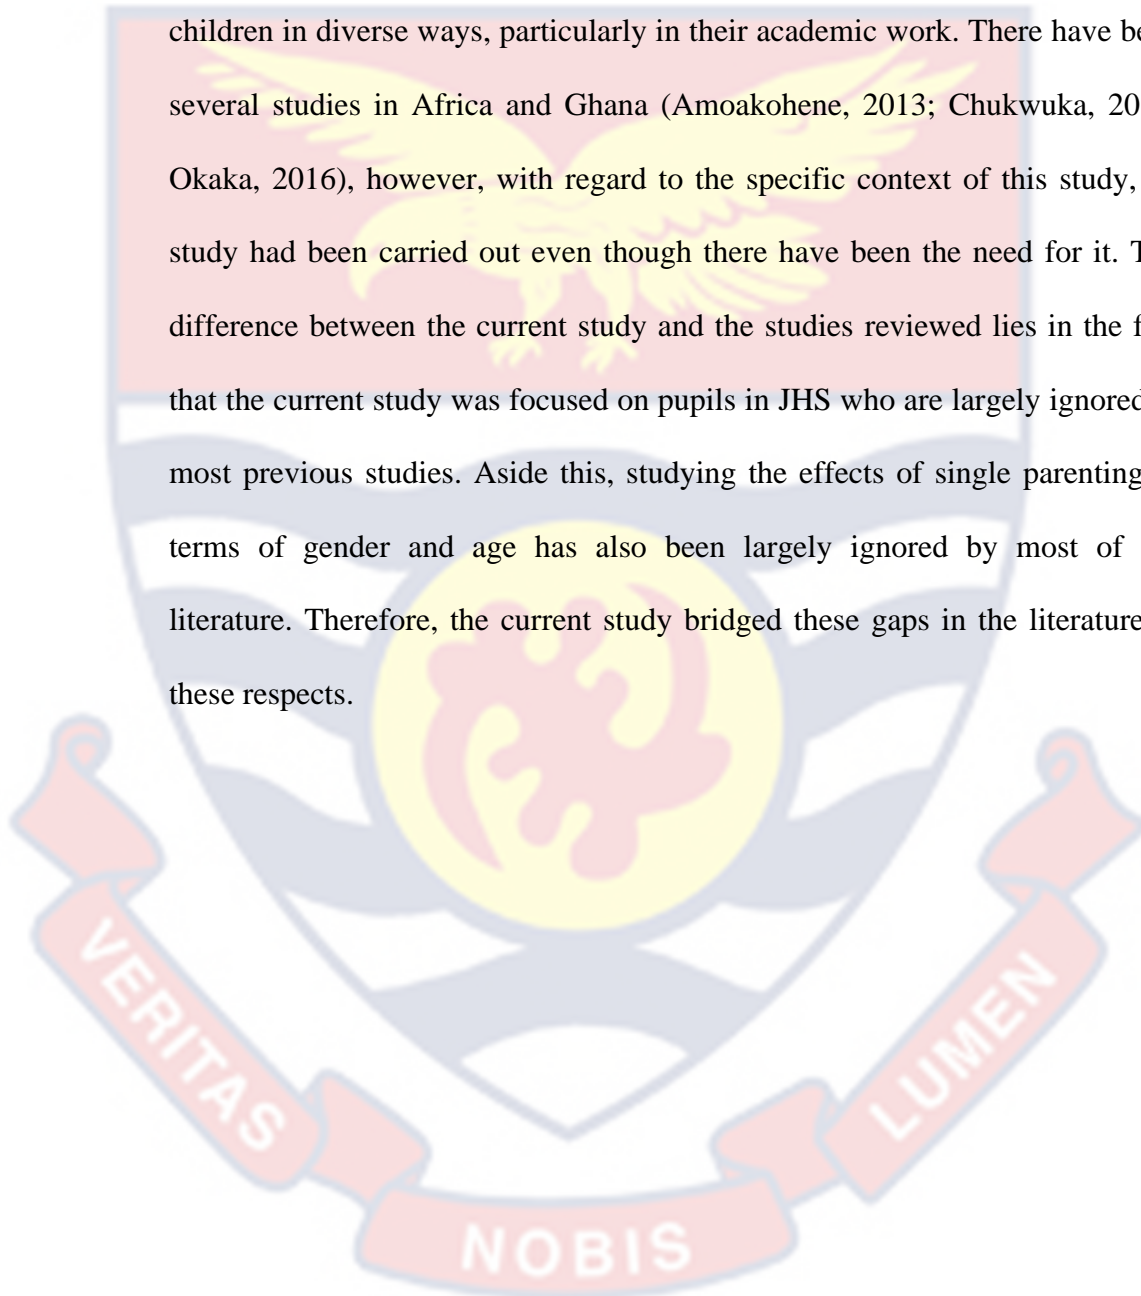 children in diverse ways, particularly in their academic work. There have be
several studies in Africa and Ghana (Amoakohene, 2013; Chukwuka, 20
Okaka, 2016), however, with regard to the specific context of this study,
study had been carried out even though there have been the need for it. T
difference between the current study and the studies reviewed lies in the f
that the current study was focused on pupils in JHS who are largely ignored
most previous studies. Aside this, studying the effects of single parenting
terms of gender and age has also been largely ignored by most of
literature. Therefore, the current study bridged these gaps in the literature
these respects.
VERITAS
NOBIS
LUMEN